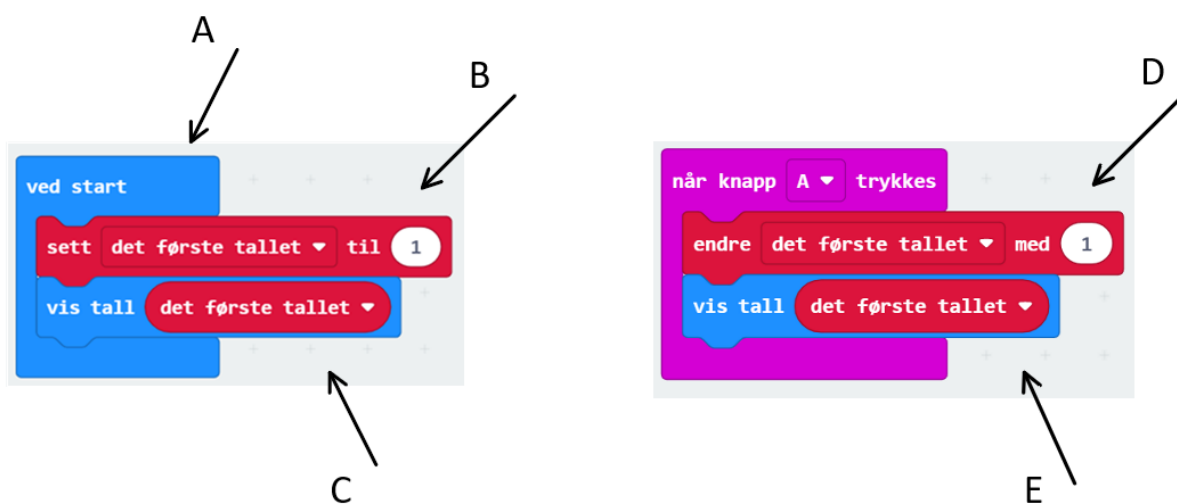 A
B
D
ved start
sett det første tallet til 1
vis tall det første tallet
når knapp A trykkes
endre det første tallet med 1
vis tall det første tallet
C
E